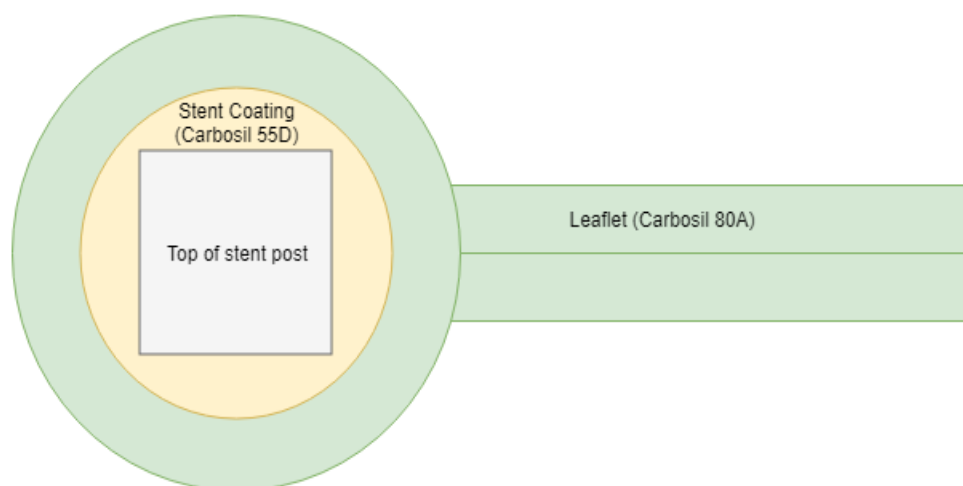 Stent Coating
(Carbosil 55D)
Leaflet (Carbosil 80A)
Top of stent post